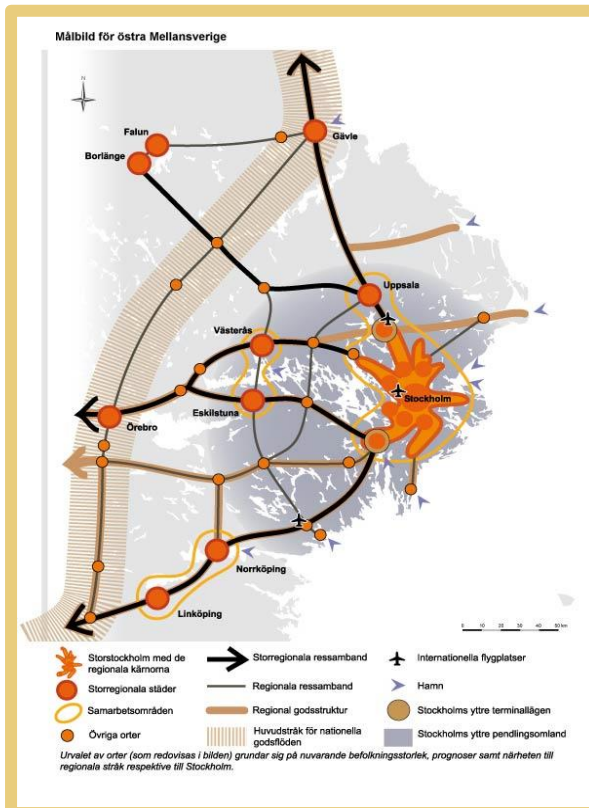 Målbild för östra Mellansverige
N
Falun
Borlänge
Gävle
Uppsala
Västerås
Stockholm
Eskilstuna
Örebro
Norrköping
Linköping
0 10 20 30 40 50 km
Storstockholm med de
regionala kärnorna
Storregionala ressamband
Internationella flygplatser
Storregionala städer
Regionala ressamband
Hamn
Samarbetsområden
Regional godsstruktur
Stockholms yttre terminallägen
Övriga orter
Huvudstråk för nationella
godsflöden
Stockholms yttre pendlingsomland
Urvalet av orter (som redovisas i bilden) grundar sig på nuvarande befolkningsstorlek, prognoser samt närheten till
regionala stråk respektive till Stockholm.